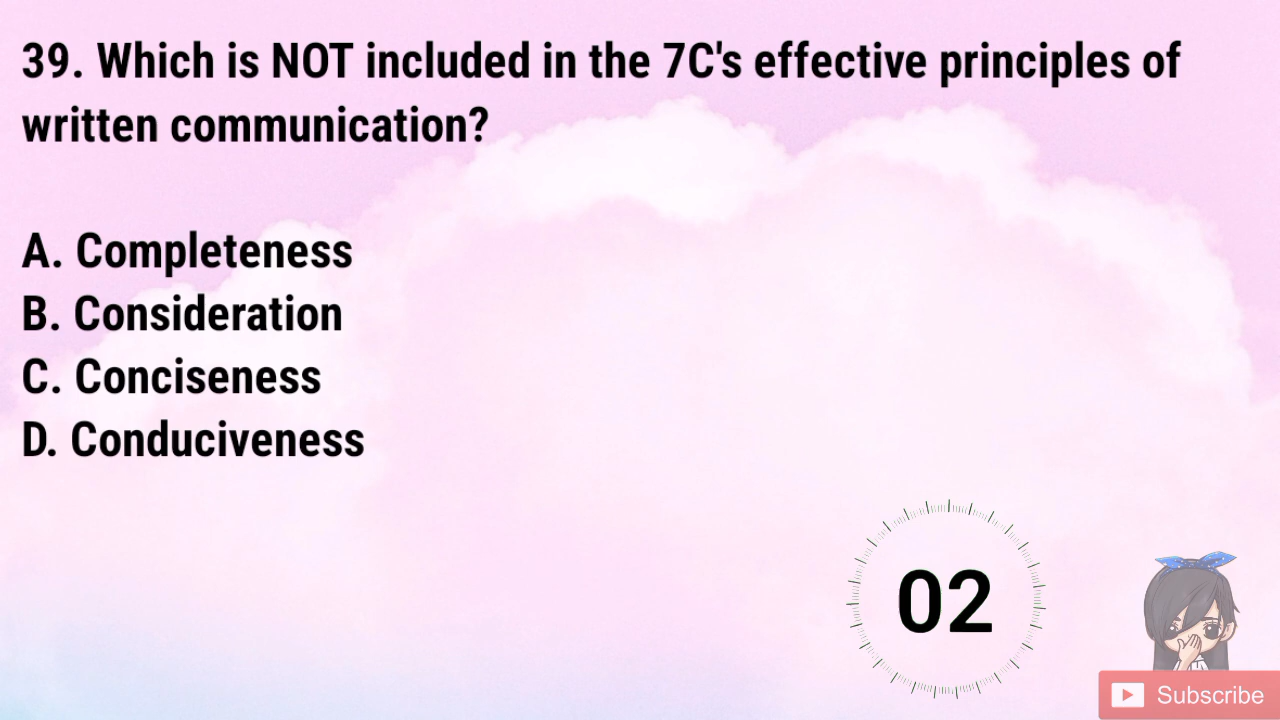 39. Which is NOT included in the 7C's effective principles of
written communication?
A. Completeness
B. Consideration
C. Conciseness
D. Conduciveness
02
Subscribe